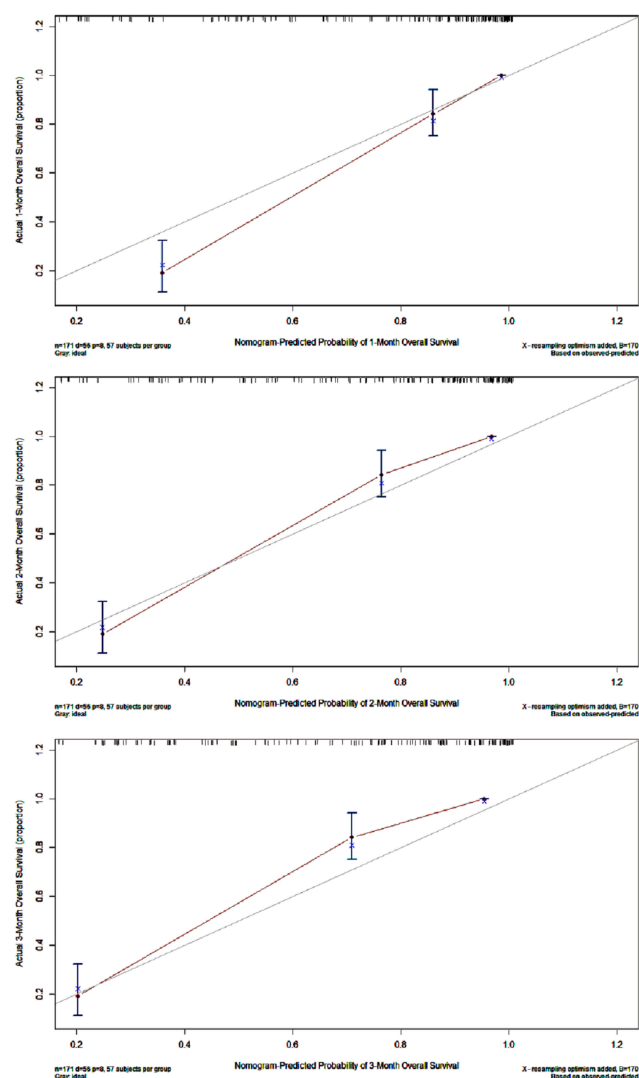 1.2
1.0
0.8
0.6
0.4
0.2
Actual 1-Month Overall Survival (proportion)
0.2 0.4 0.6 0.8 1.0 1.2
n=171 d=55 p=8, 57 subjects per group
Gray: ideal
Nomogram-Predicted Probability of 1-Month Overall Survival
X - resampling optimism added, B=170
Based on observed-predicted
1.2
1.0
0.8
0.6
0.4
0.2
Actual 2-Month Overall Survival (proportion)
0.2 0.4 0.6 0.8 1.0 1.2
n=171 d=55 p=8, 57 subjects per group
Gray: ideal
Nomogram-Predicted Probability of 2-Month Overall Survival
X - resampling optimism added, B=170
Based on observed-predicted
1.2
1.0
0.8
0.6
0.4
0.2
Actual 3-Month Overall Survival (proportion)
0.2 0.4 0.6 0.8 1.0 1.2
n=171 d=55 p=8, 57 subjects per group
Gray: ideal
Nomogram-Predicted Probability of 3-Month Overall Survival
X - resampling optimism added, B=170
Based on observed-predicted